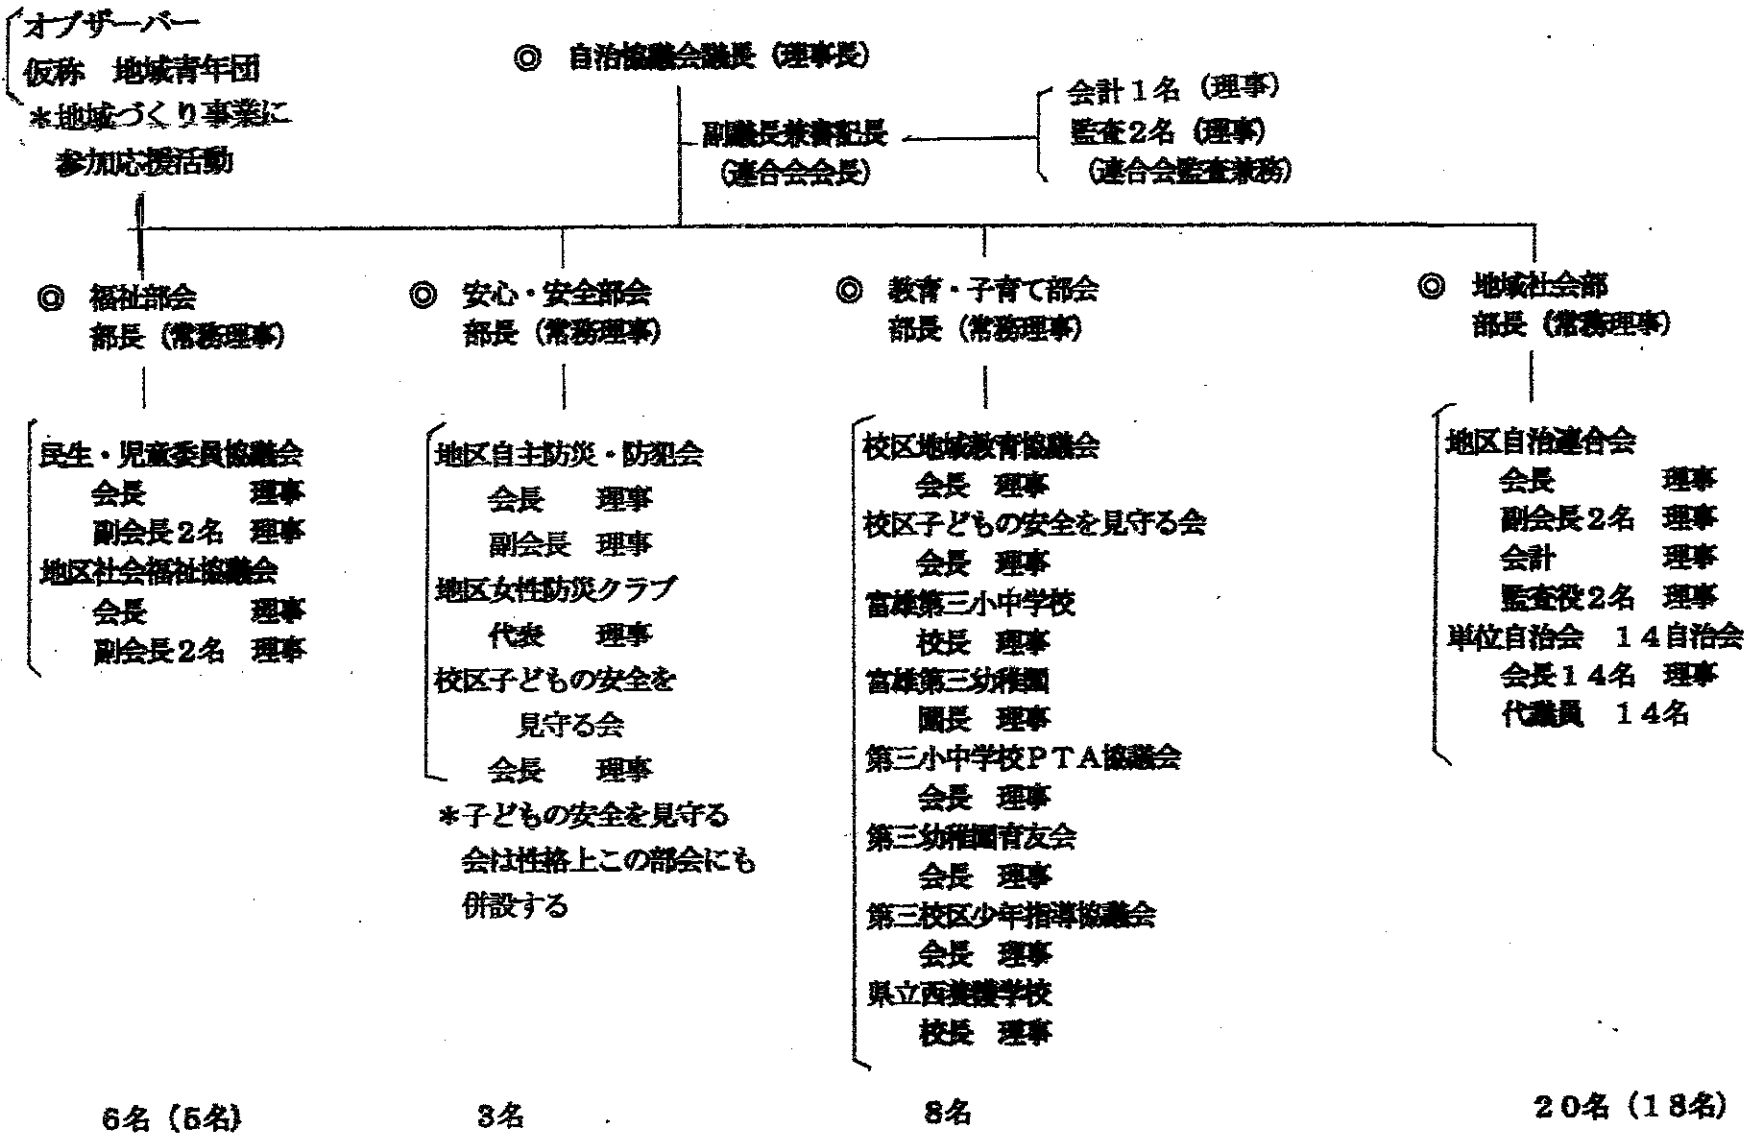 オブザーバー
仮称　地域青年団
＊地域づくり事業に
参加応援活動
◎　自治協議会議長（理事長）
副議長兼書記長
（連合会会長）
会計１名（理事）
監査２名（理事）
（連合会監査兼務）
◎　福祉部会
部長（常務理事）
民生・児童委員協議会
会長　　　　理事
副会長２名　理事
地区社会福祉協議会
会長　　　　理事
副会長２名　理事
6名（5名）
◎　安心・安全部会
部長（常務理事）
地区自主防災・防犯会
会長　　理事
副会長　理事
地区女性防災クラブ
代表　　理事
校区子どもの安全を
見守る会
会長　　理事
＊子どもの安全を見守る
会は性格上この部会にも
併設する
3名
◎　教育・子育て部会
部長（常務理事）
校区地域教育協議会
会長　理事
校区子どもの安全を見守る会
会長　理事
富雄第三小中学校
校長　理事
富雄第三幼稚園
園長　理事
第三小中学校ＰＴＡ協議会
会長　理事
第三幼稚園育友会
会長　理事
第三校区少年指導協議会
会長　理事
県立西養護学校
校長　理事
8名
◎　地域社会部
部長（常務理事）
地区自治連合会
会長　　　　理事
副会長２名　理事
会計　　　　理事
監査役２名　理事
単位自治会　１４自治会
会長１４名　理事
代議員　１４名
２０名（１８名）